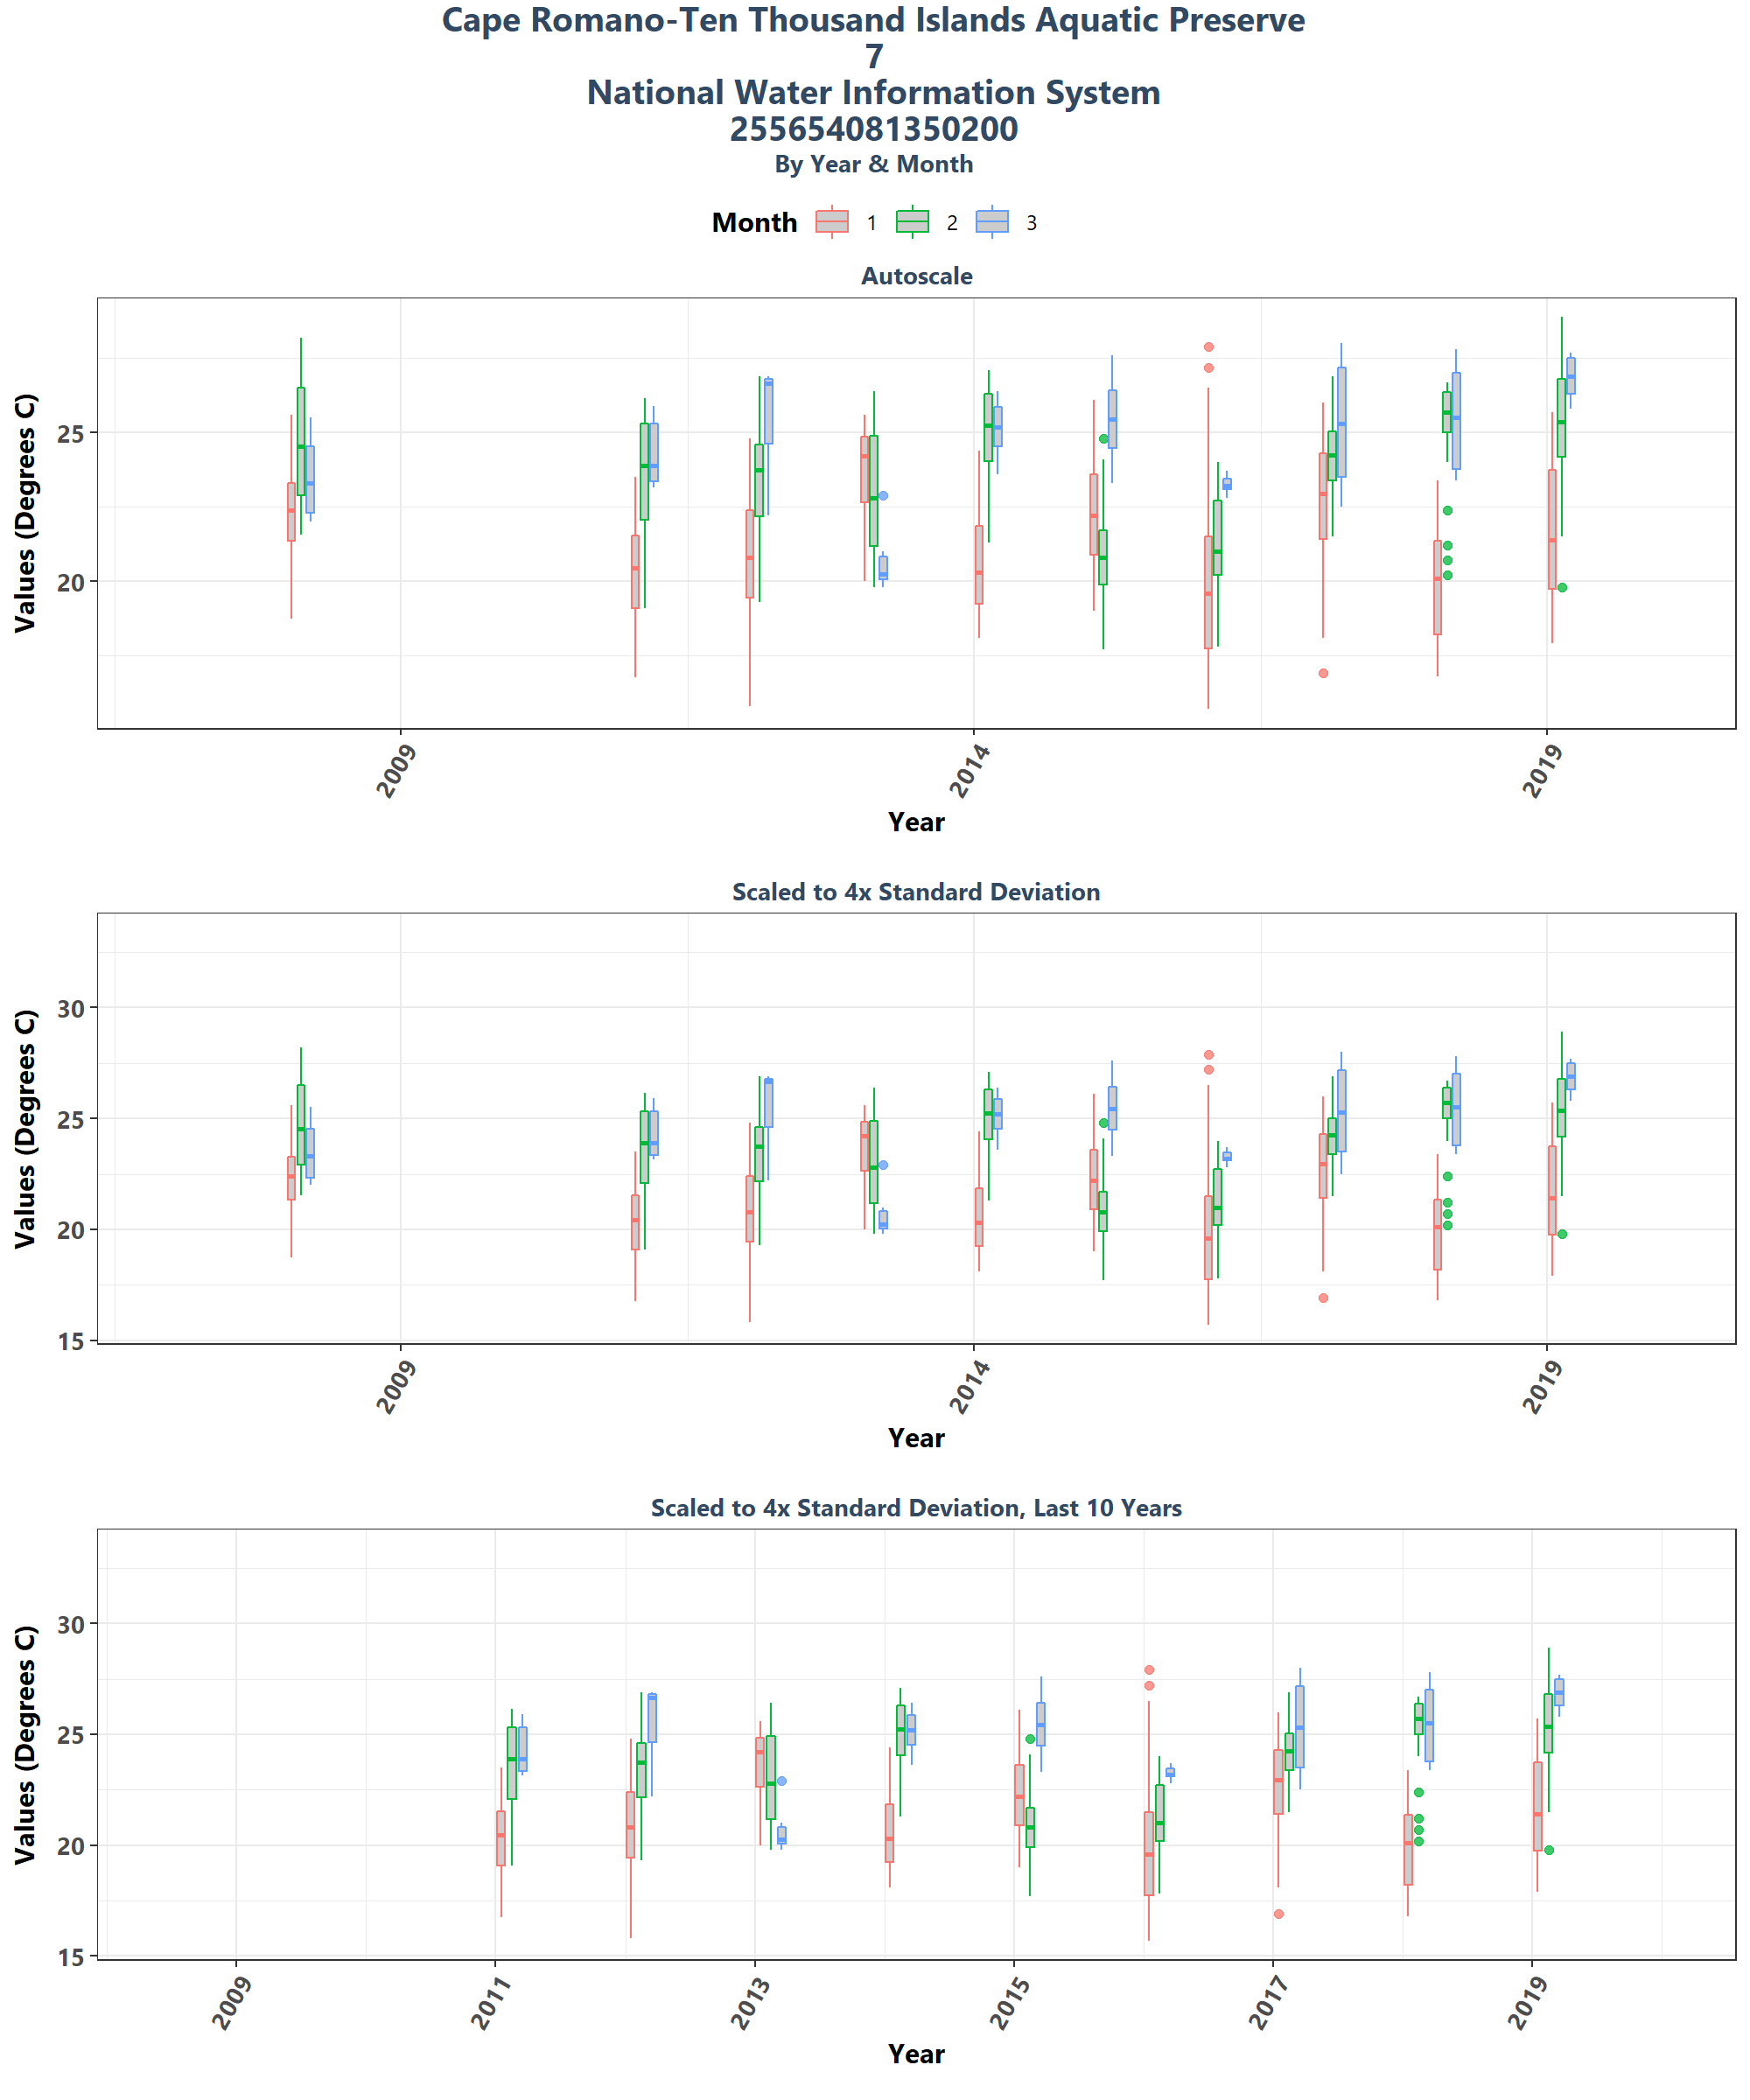 Cape Romano-Ten Thousand Islands Aquatic Preserve
7
National Water Information System
255654081350200
By Year & Month
Month 1 2 3
Autoscale
Values (Degrees C)
25
20
2009 2014 2019
Year
Scaled to 4x Standard Deviation
Values (Degrees C)
30
25
20
15
2009 2014 2019
Year
Scaled to 4x Standard Deviation, Last 10 Years
Values (Degrees C)
30
25
20
15
2009 2011 2013 2015 2017 2019
Year